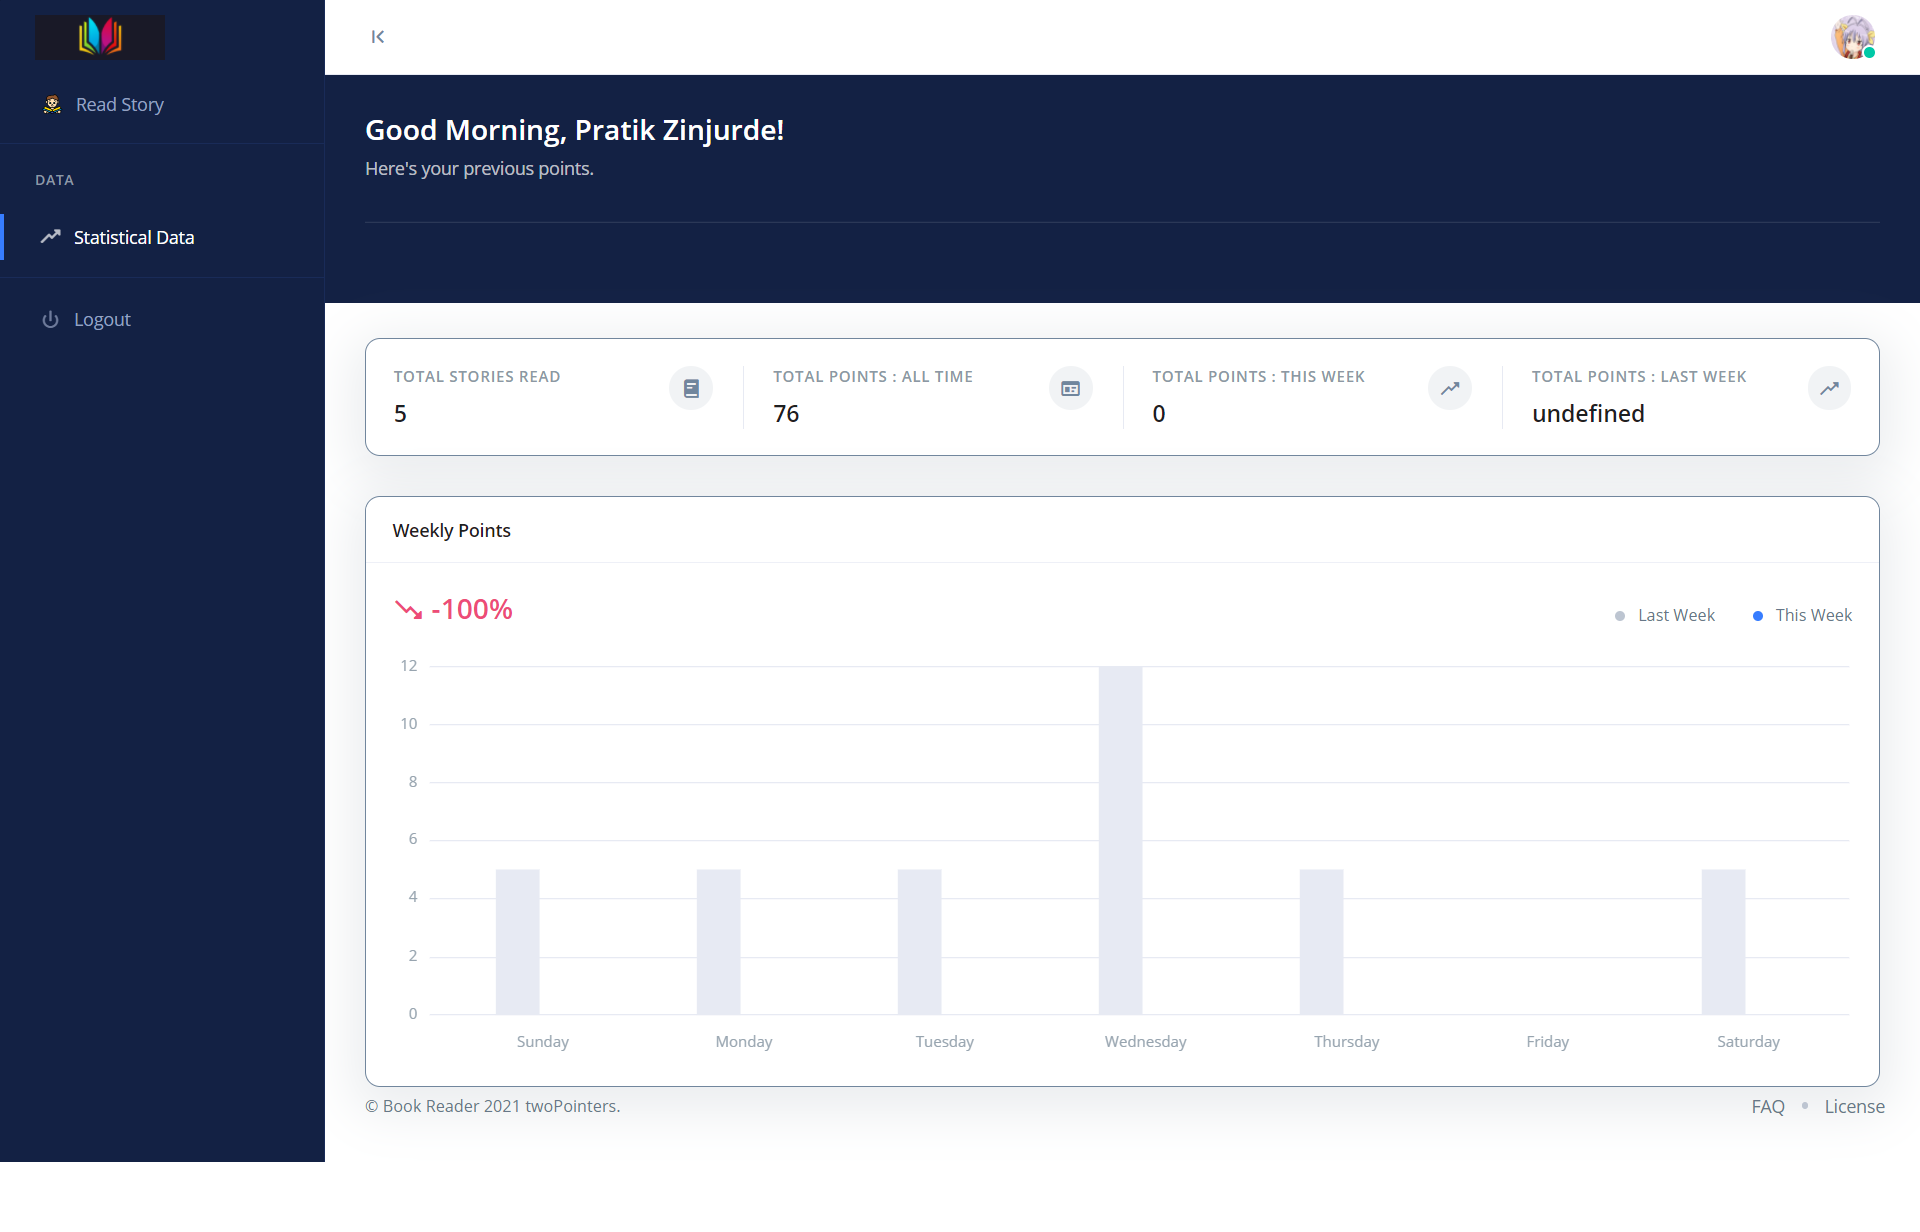 Read Story
DATA
Statistical Data
Logout
Good Morning, Pratik Zinjurde!
Here's your previous points.
TOTAL STORIES READ
5
TOTAL POINTS : ALL TIME
76
TOTAL POINTS : THIS WEEK
0
TOTAL POINTS : LAST WEEK
undefined
Weekly Points
-100%
Last Week
This Week
12
10
8
6
4
2
0
Sunday Monday Tuesday Wednesday Thursday Friday Saturday
© Book Reader 2021 twoPointers.
FAQ • License